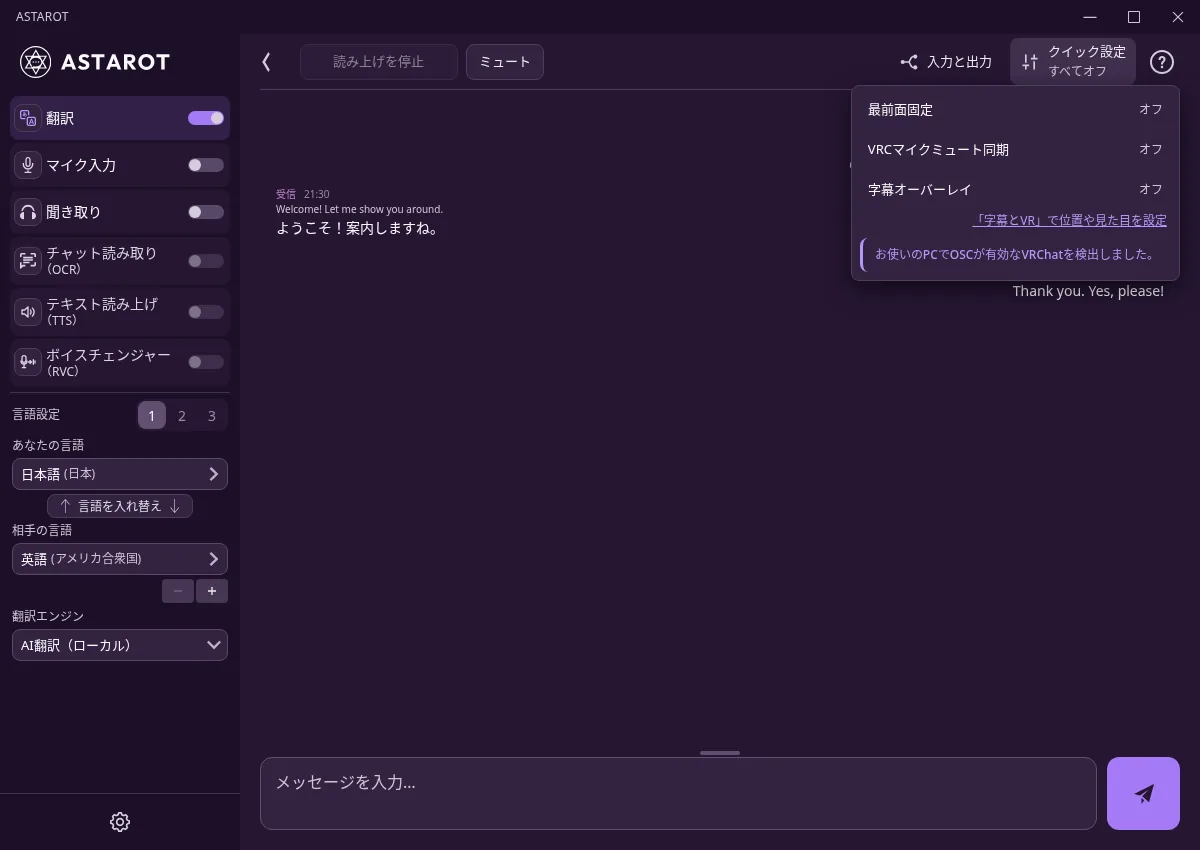 ASTAROT
ASTAROT
翻訳
マイク入力
聞き取り
チャット読み取り
(OCR)
テキスト読み上げ
(TTS)
ボイスチェンジャー
(RVC)
言語設定
1 2 3
あなたの言語
日本語 (日本)
↑ 言語を入れ替え ↓
相手の言語
英語 (アメリカ合衆国)
− +
翻訳エンジン
AI翻訳（ローカル）
読み上げを停止
ミュート
入力と出力
クイック設定
すべてオフ
?
最前面固定 オフ
VRCマイクミュート同期 オフ
字幕オーバーレイ オフ
「字幕とVR」で位置や見た目を設定
お使いのPCでOSCが有効なVRChatを検出しました。
受信 21:30
Welcome! Let me show you around.
ようこそ！案内しますね。
Thank you. Yes, please!
メッセージを入力...